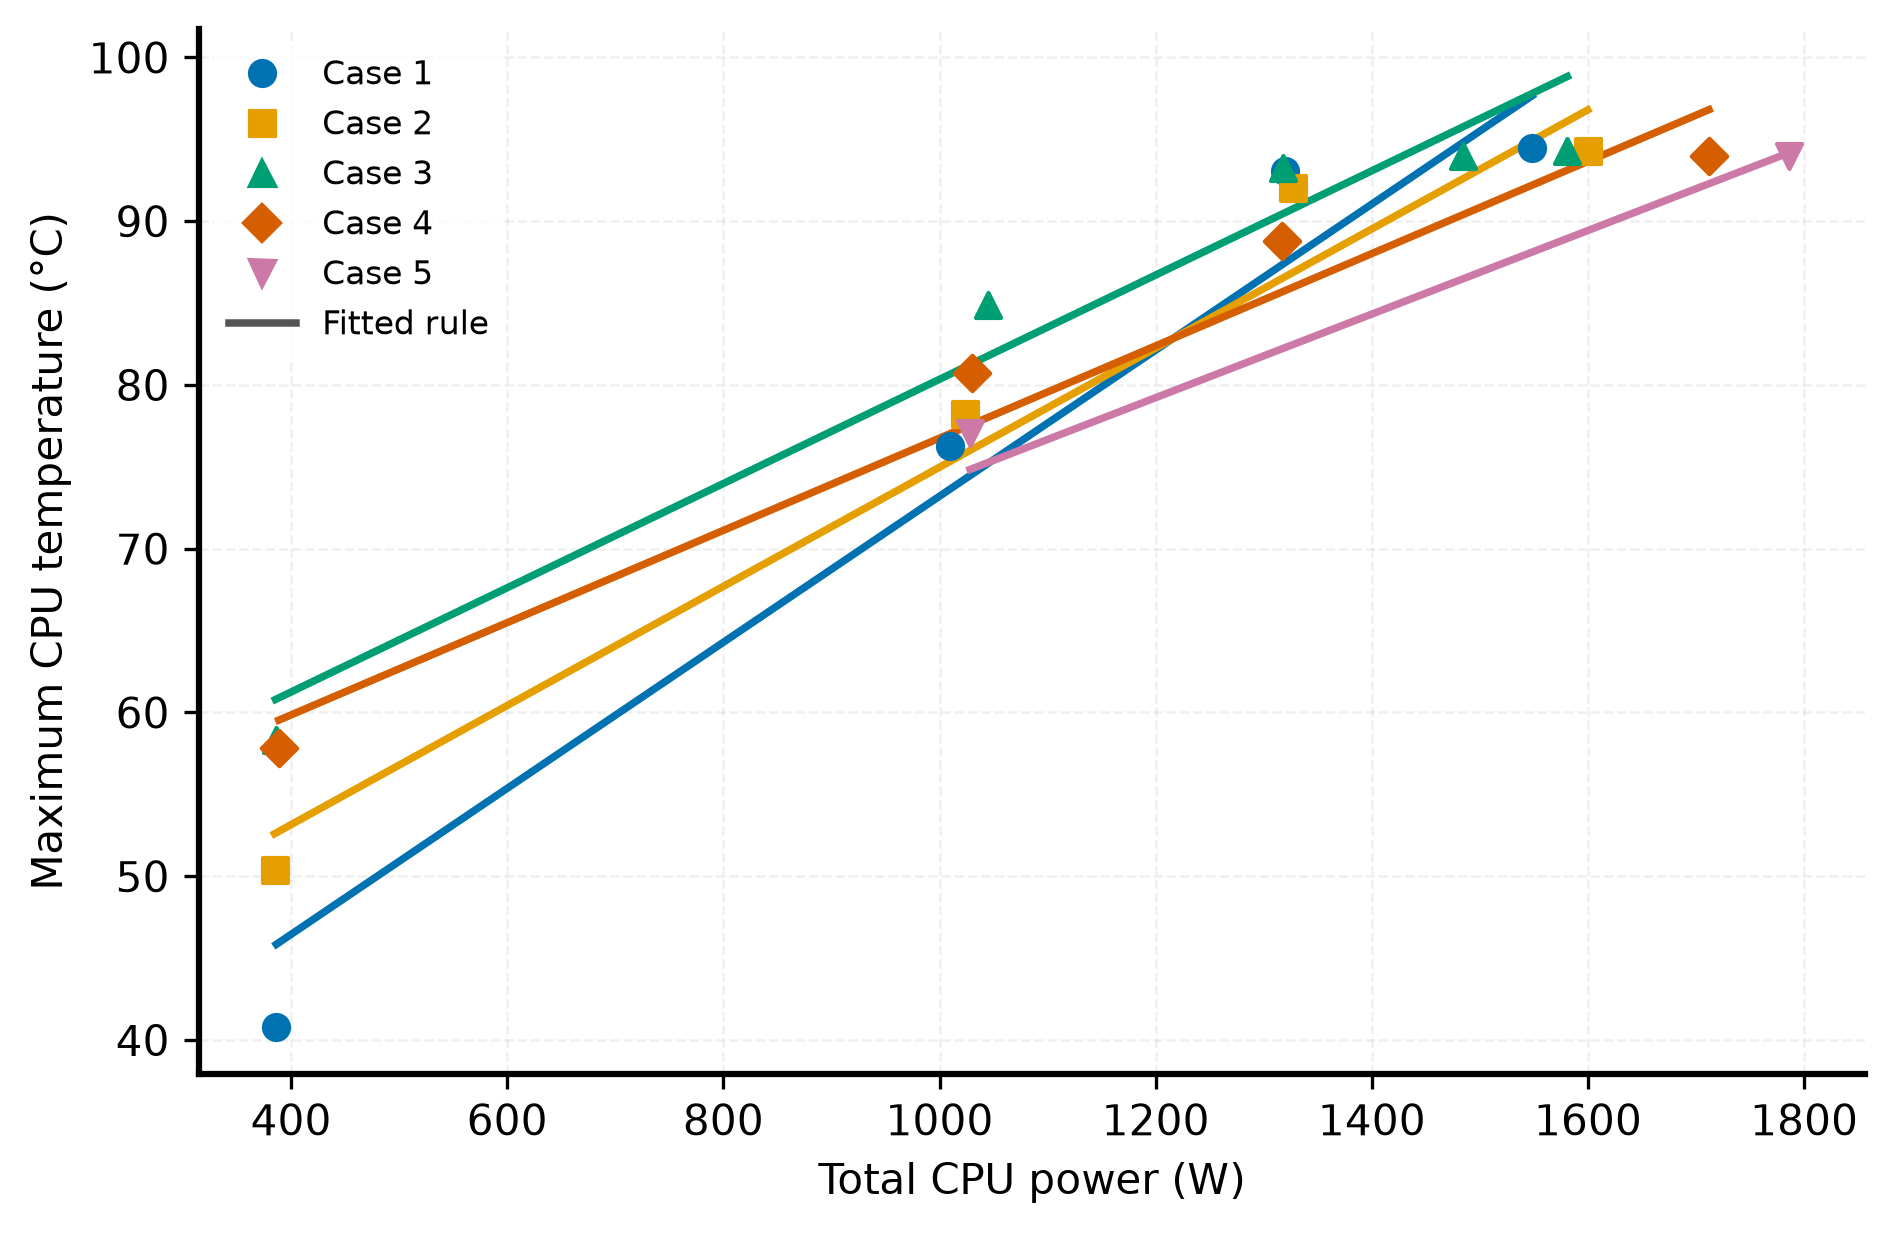 100
90
80
70
60
50
40
Maximum CPU temperature (°C)
Case 1
Case 2
Case 3
Case 4
Case 5
Fitted rule
400 600 800 1000 1200 1400 1600 1800
Total CPU power (W)